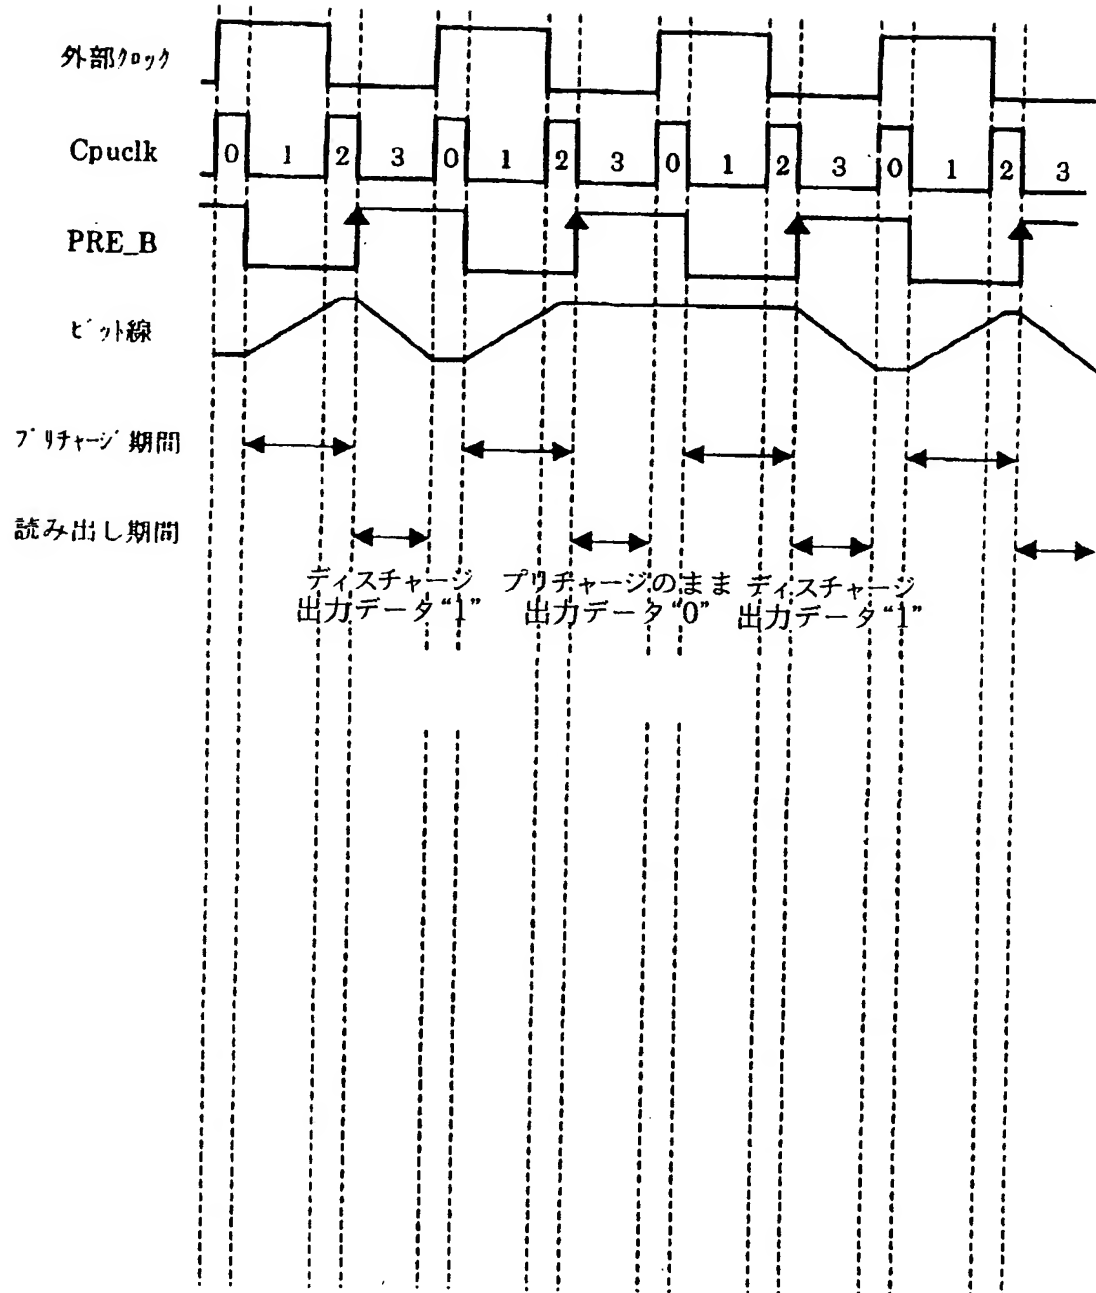 外部クロック
Cpuclk
0 1 2 3 0 1 2 3 0 1 2 3 0 1 2 3
PRE_B
ビット線
プリチャージ期間
読み出し期間
ディスチャージ プリチャージのまま ディスチャージ
出力データ“1” 出力データ“0” 出力データ“1”